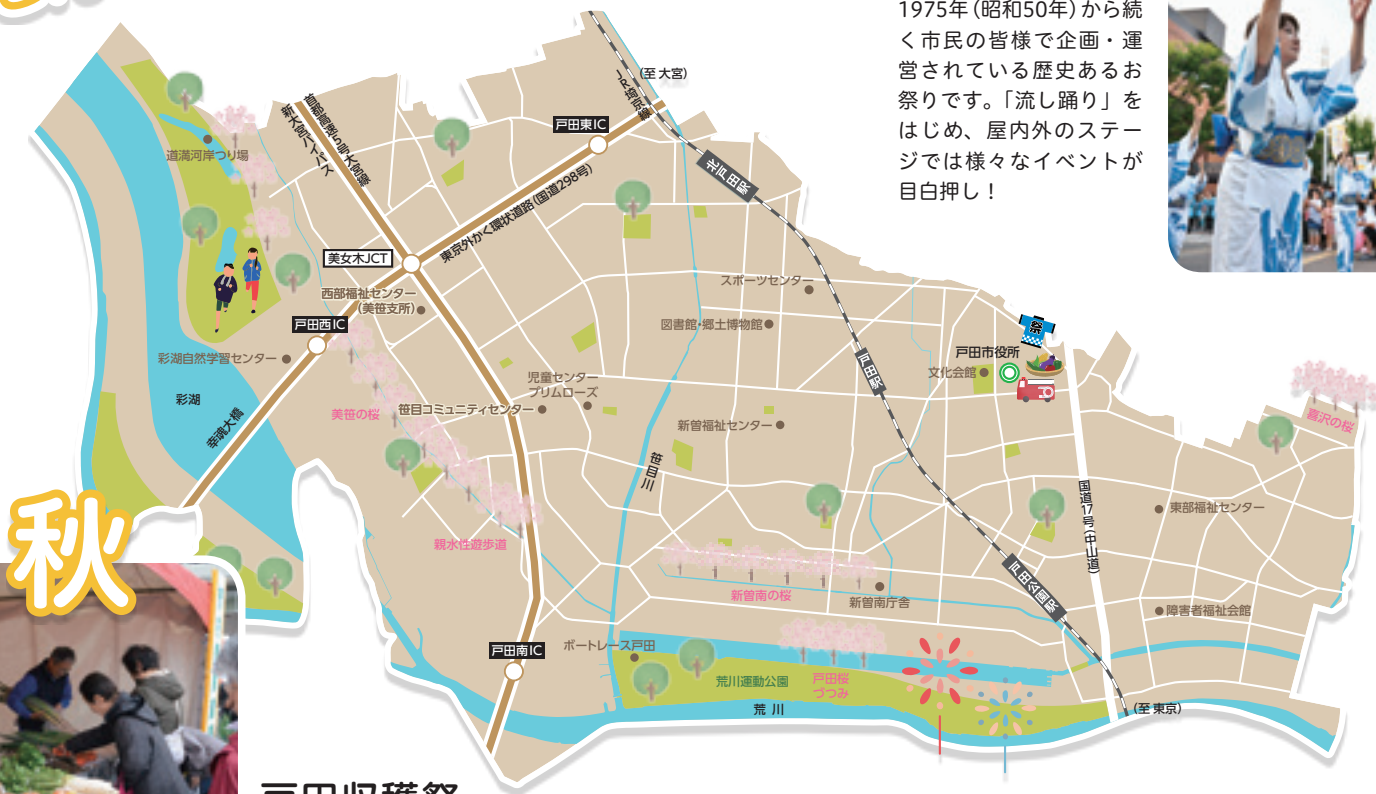 1975年(昭和50年)から続
く市民の皆様で企画・運
営されている歴史あるお
祭りです。「流し踊り」を
はじめ、屋内外のステー
ジでは様々なイベントが
目白押し！
(至 大宮)
JR埼京線
首都高速5号大宮線
新大宮バイパス
戸田東IC
道満河岸つり場
北戸田駅
東京外かく環状道路(国道298号)
美女木JCT
西部福祉センター
(美笹支所)
スポーツセンター
戸田西IC
図書館・郷土博物館
祭
戸田市役所
彩湖自然学習センター
文化会館
戸田駅
児童センター
プリムローズ
彩湖
幸魂大橋
美笹の桜
笹目コミュニティセンター
喜沢の桜
新曽福祉センター
笹目川
国道17号(中山道)
東部福祉センター
秋
親水性遊歩道
戸田公園駅
新曽南の桜
新曽南庁舎
障害者福祉会館
戸田南IC
ボートレース戸田
荒川運動公園
戸田桜
づつみ
荒 川
(至 東京)
戸田収穫祭